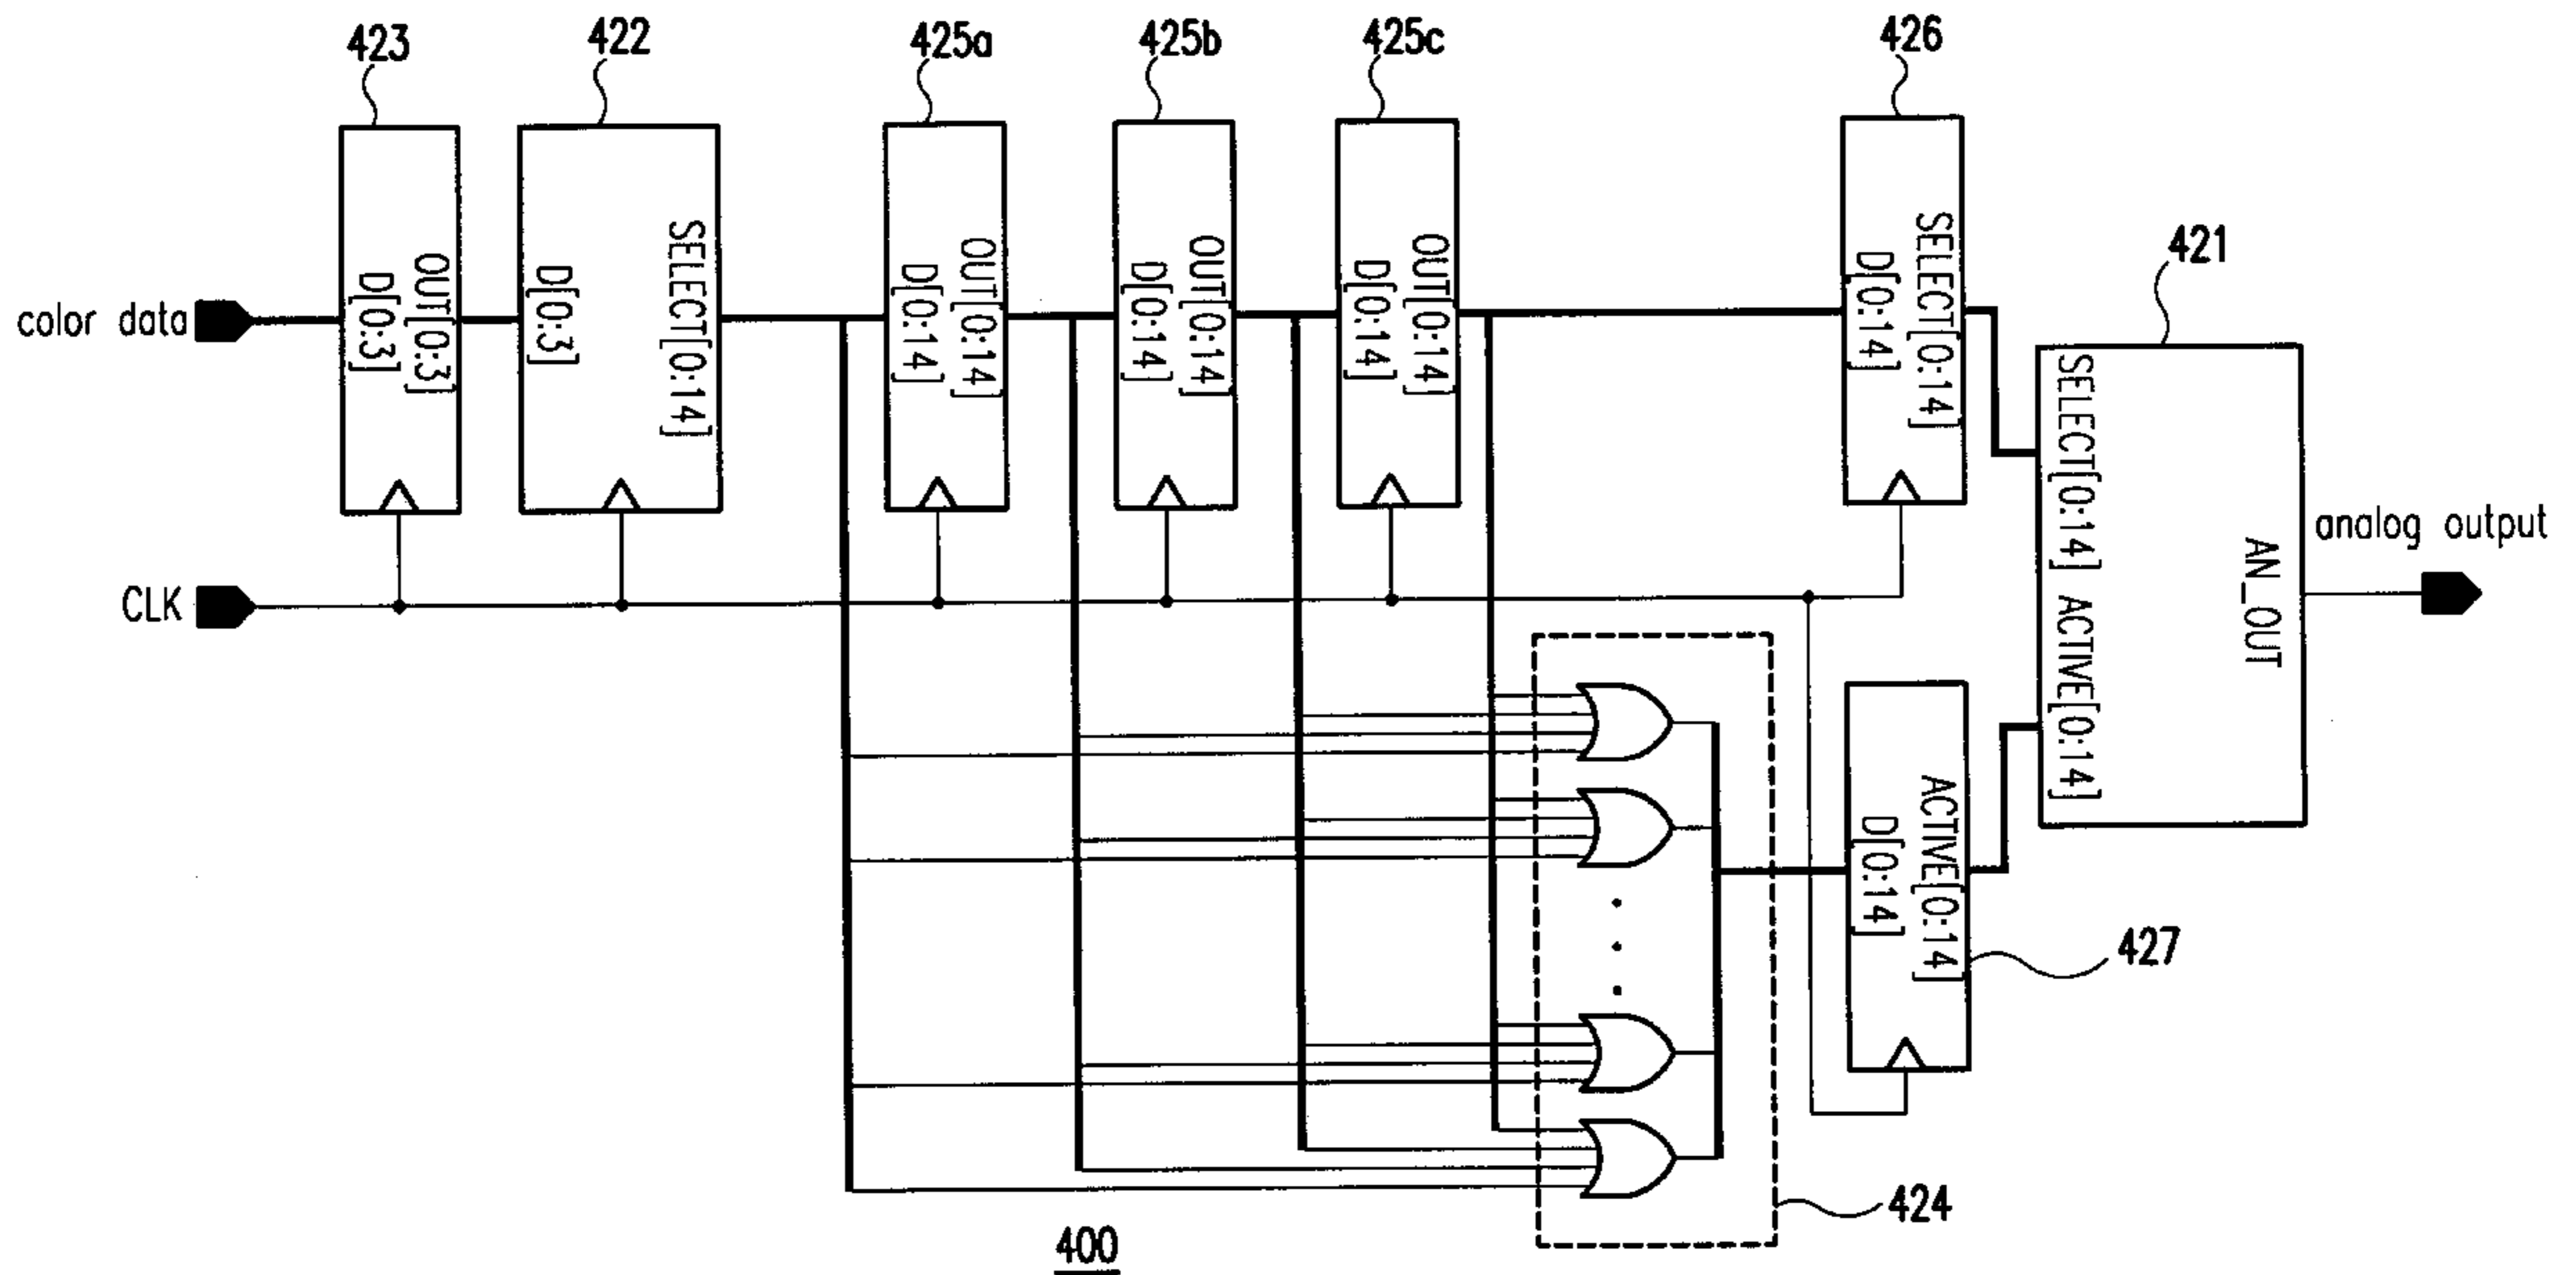 423
422
425a
425b
425c
426
421
427
424
color data
CLK
D[0:3]
OUT[0:3]
D[0:3]
SELECT[0:14]
D[0:14]
OUT[0:14]
D[0:14]
OUT[0:14]
D[0:14]
OUT[0:14]
D[0:14]
SELECT[0:14]
D[0:14]
ACTIVE[0:14]
SELECT[0:14] ACTIVE[0:14]
AN_OUT
analog output
400